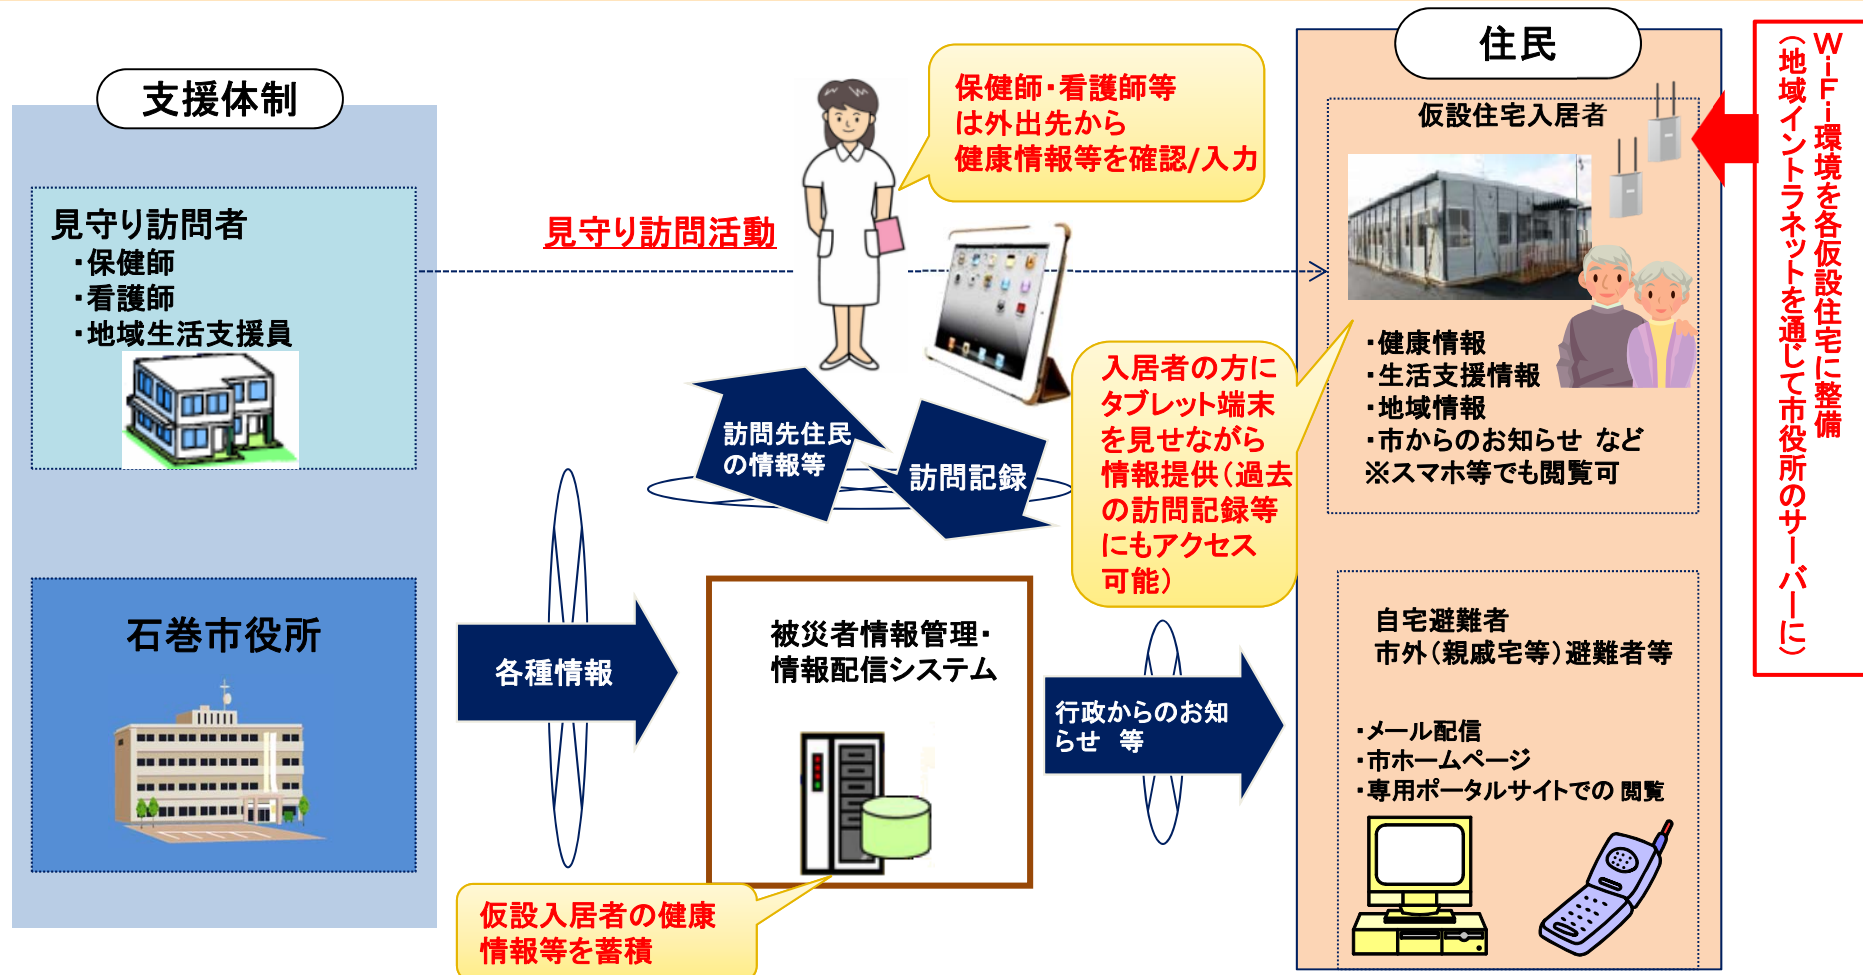 支援体制
見守り訪問者
・保健師
・看護師
・地域生活支援員
石巻市役所
見守り訪問活動
保健師・看護師等
は外出先から
健康情報等を確認/入力
訪問先住民
の情報等
訪問記録
入居者の方に
タブレット端末
を見せながら
情報提供(過去
の訪問記録等
にもアクセス
可能)
各種情報
被災者情報管理・
情報配信システム
仮設入居者の健康
情報等を蓄積
行政からのお知
らせ 等
住民
仮設住宅入居者
・健康情報
・生活支援情報
・地域情報
・市からのお知らせ など
※スマホ等でも閲覧可
自宅避難者
市外(親戚宅等)避難者等
・メール配信
・市ホームページ
・専用ポータルサイトでの 閲覧
Wi-Fi環境を各仮設住宅に整備
(地域イントラネットを通じて市役所のサーバーに)